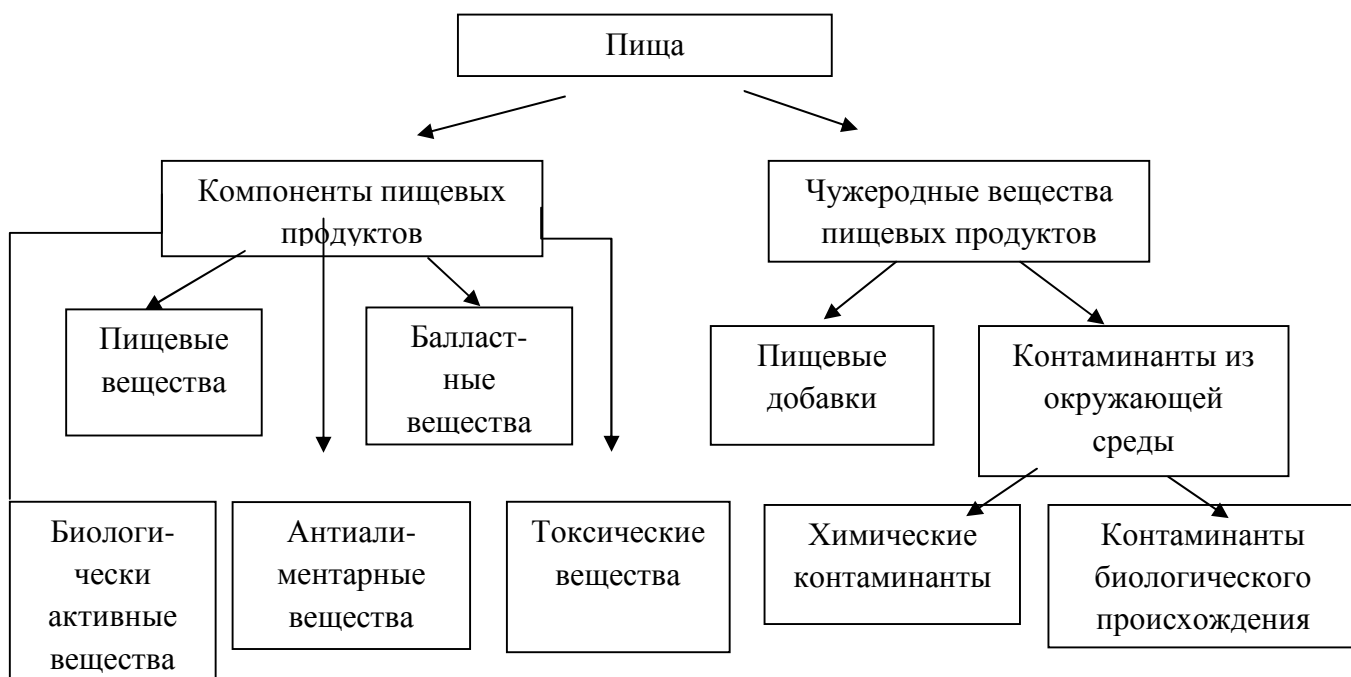 Пища
Компоненты пищевых
продуктов
Чужеродные вещества
пищевых продуктов
Пищевые
вещества
Балласт-
ные
вещества
Пищевые
добавки
Контаминанты из
окружающей
среды
Биологи-
чески
активные
вещества
Антиали-
ментарные
вещества
Токсические
вещества
Химические
контаминанты
Контаминанты
биологического
происхождения